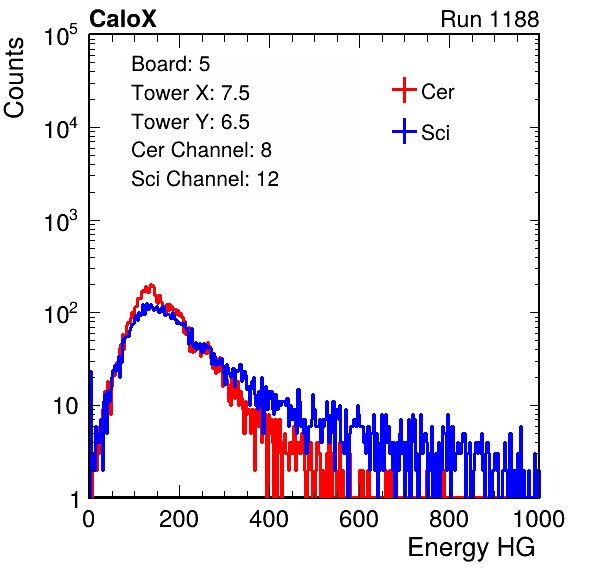 CaloX Run 1188
Counts
10^5
10^4
10^3
10^2
10
1
Board: 5
Tower X: 7.5
Tower Y: 6.5
Cer Channel: 8
Sci Channel: 12
Cer
Sci
0 200 400 600 800 1000
Energy HG